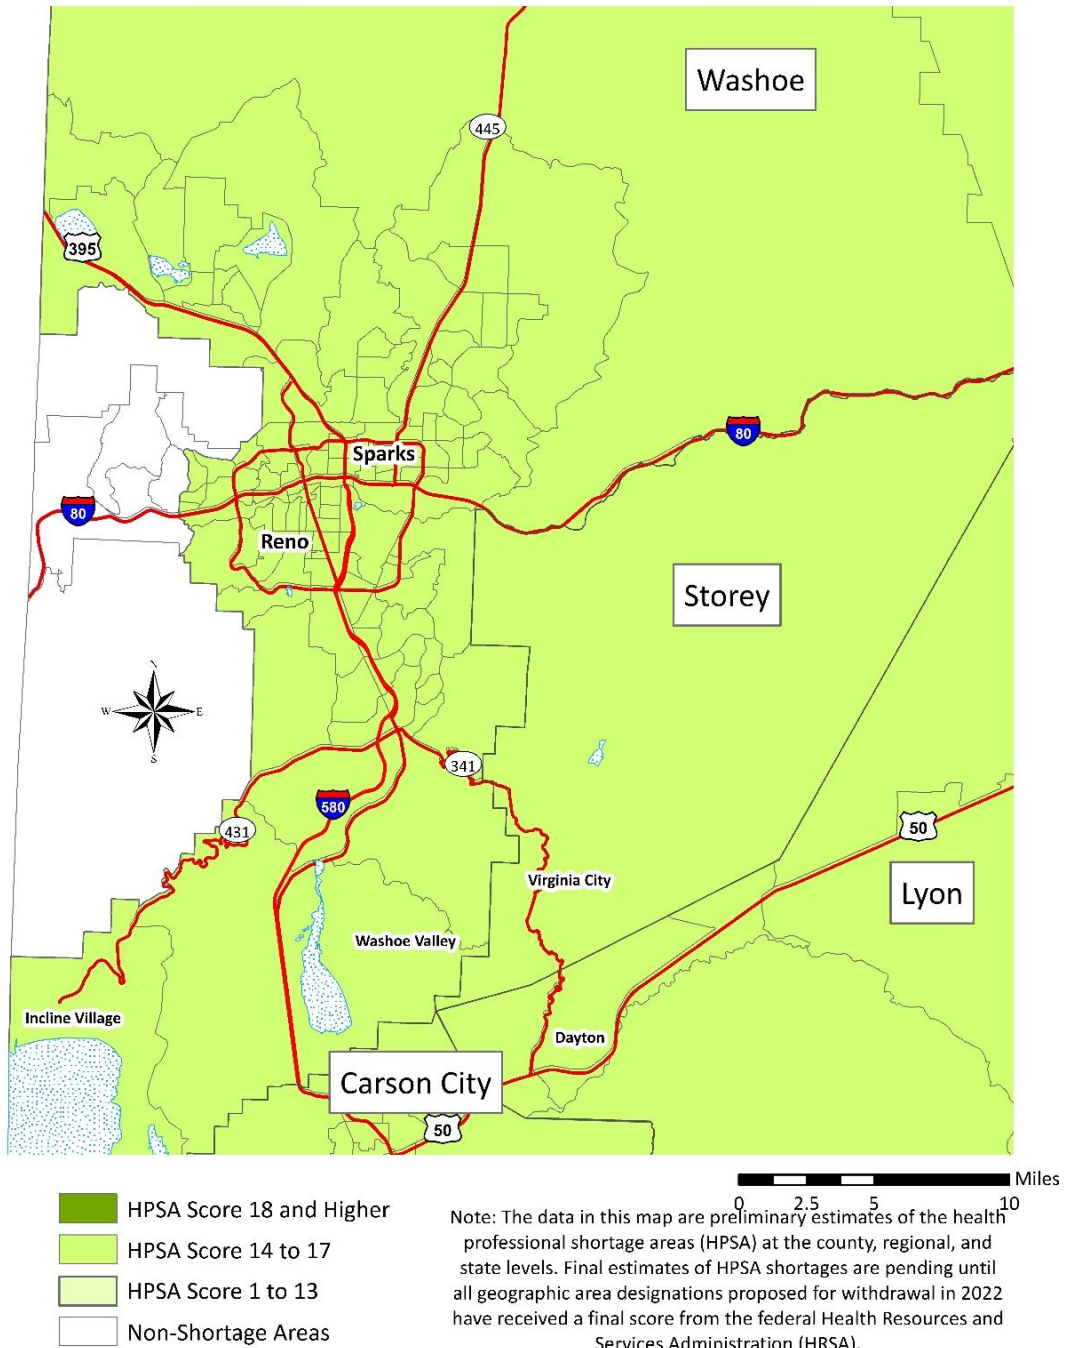 Washoe
445
395
Sparks
80
80
Reno
Storey
N
W E
S
341
580
50
431
Virginia City
Lyon
Washoe Valley
Incline Village
Dayton
Carson City
50
Miles
0 2.5 5 10
HPSA Score 18 and Higher
HPSA Score 14 to 17
HPSA Score 1 to 13
Non-Shortage Areas
Note: The data in this map are preliminary estimates of the health
professional shortage areas (HPSA) at the county, regional, and
state levels. Final estimates of HPSA shortages are pending until
all geographic area designations proposed for withdrawal in 2022
have received a final score from the federal Health Resources and
Services Administration (HRSA).